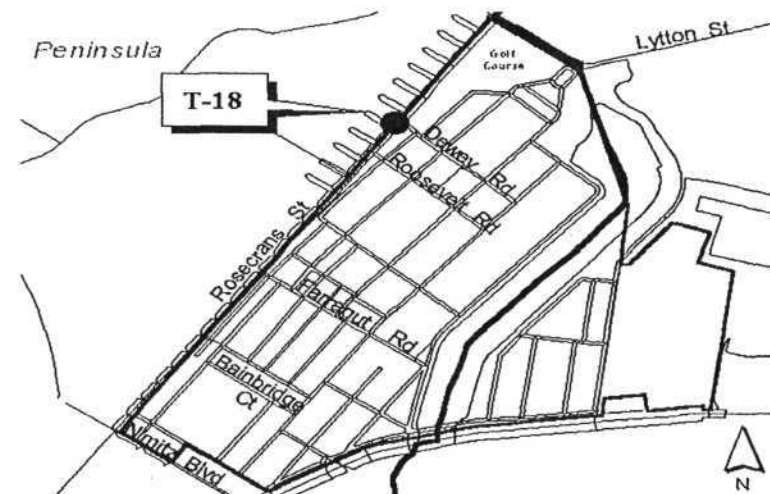 Peninsula
Lytton St
Golf
Course
T-18
Dewey Rd
Roosevelt Rd
Rosecrans St
Farragut Rd
Bainbridge
Ct
Nimitz Blvd
N